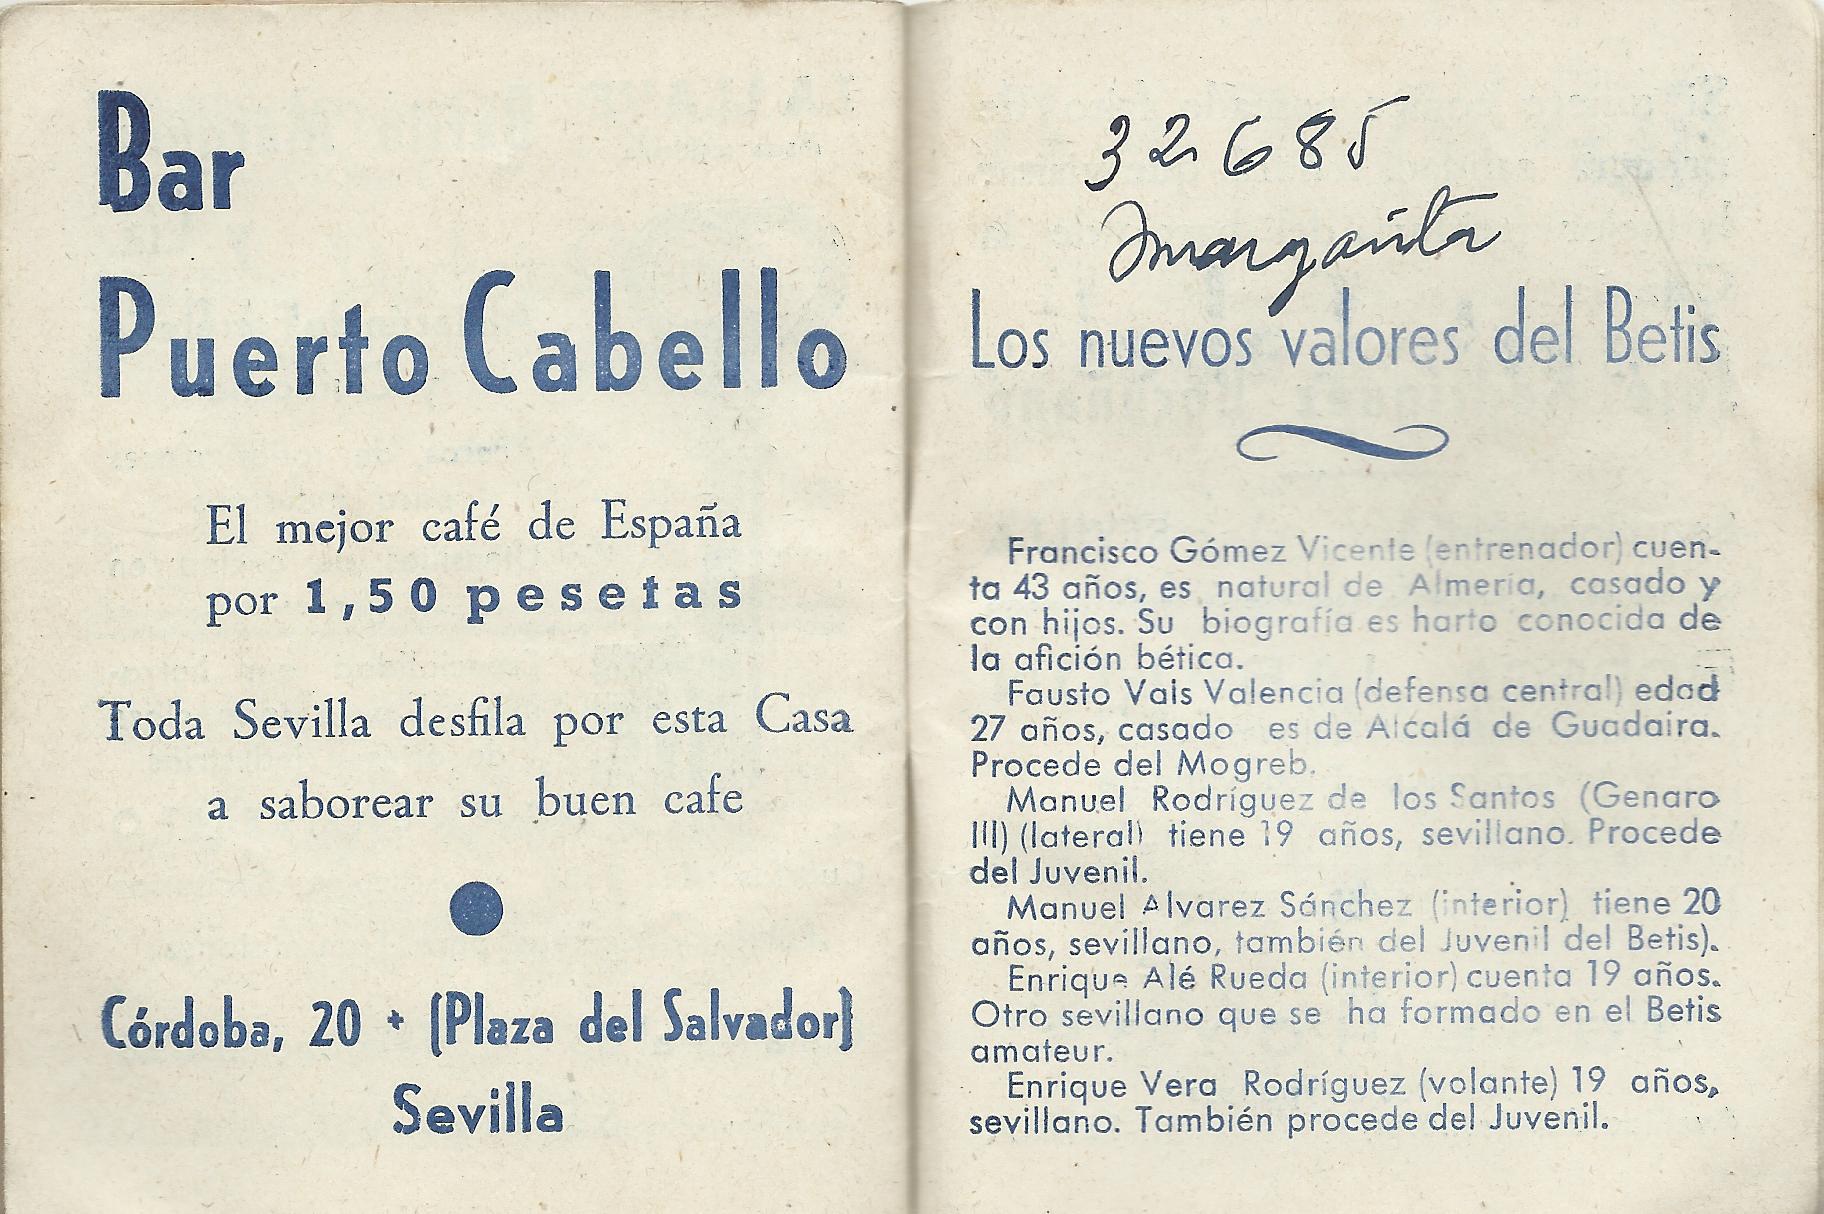 Bar
Puerto Cabello
El mejor café de España
por 1,50 pesetas
Toda Sevilla desfila por esta Casa
a saborear su buen cafe
Córdoba, 20 + (Plaza del Salvador)
Sevilla
32685
Margarita
Los nuevos valores del Betis
Francisco Gómez Vicente (entrenador) cuen-
ta 43 años, es natural de Almería, casado y
con hijos. Su biografía es harto conocida de
la afición bética.
Fausto Vals Valencia (defensa central) edad
27 años, casado es de Alcalá de Guadaira.
Procede del Mogreb.
Manuel Rodríguez de los Santos (Genaro
III) (lateral) tiene 19 años, sevillano. Procede
del Juvenil.
Manuel Alvarez Sánchez (interior) tiene 20
años, sevillano, también del Juvenil del Betis).
Enrique Alé Rueda (interior) cuenta 19 años.
Otro sevillano que se ha formado en el Betis
amateur.
Enrique Vera Rodríguez (volante) 19 años,
sevillano. También procede del Juvenil.